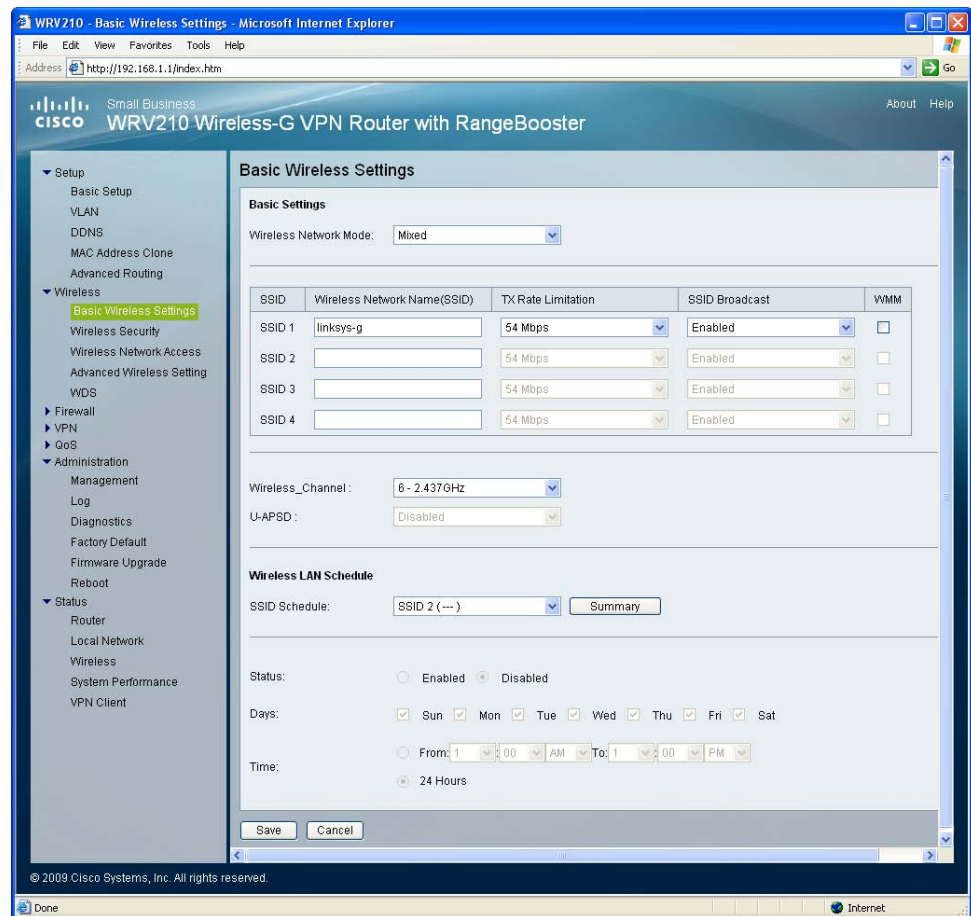 WRV210 - Basic Wireless Settings - Microsoft Internet Explorer
File Edit View Favorites Tools Help
Address http://192.168.1.1/index.htm Go
Small Business
CISCO WRV210 Wireless-G VPN Router with RangeBooster
About Help
Setup
Basic Setup
VLAN
DDNS
MAC Address Clone
Advanced Routing
Wireless
Basic Wireless Settings
Wireless Security
Wireless Network Access
Advanced Wireless Setting
WDS
Firewall
VPN
QoS
Administration
Management
Log
Diagnostics
Factory Default
Firmware Upgrade
Reboot
Status
Router
Local Network
Wireless
System Performance
VPN Client
Basic Wireless Settings
Basic Settings
Wireless Network Mode: Mixed
SSID Wireless Network Name(SSID) TX Rate Limitation SSID Broadcast WMM
SSID 1 linksys-g 54 Mbps Enabled
SSID 2 54 Mbps Enabled
SSID 3 54 Mbps Enabled
SSID 4 54 Mbps Enabled
Wireless_Channel : 6 - 2.437GHz
U-APSD : Disabled
Wireless LAN Schedule
SSID Schedule: SSID 2 ( --- ) Summary
Status: Enabled Disabled
Days: Sun Mon Tue Wed Thu Fri Sat
Time: From: 1 : 00 AM To: 1 : 00 PM
24 Hours
Save Cancel
© 2009 Cisco Systems, Inc. All rights reserved.
Done Internet